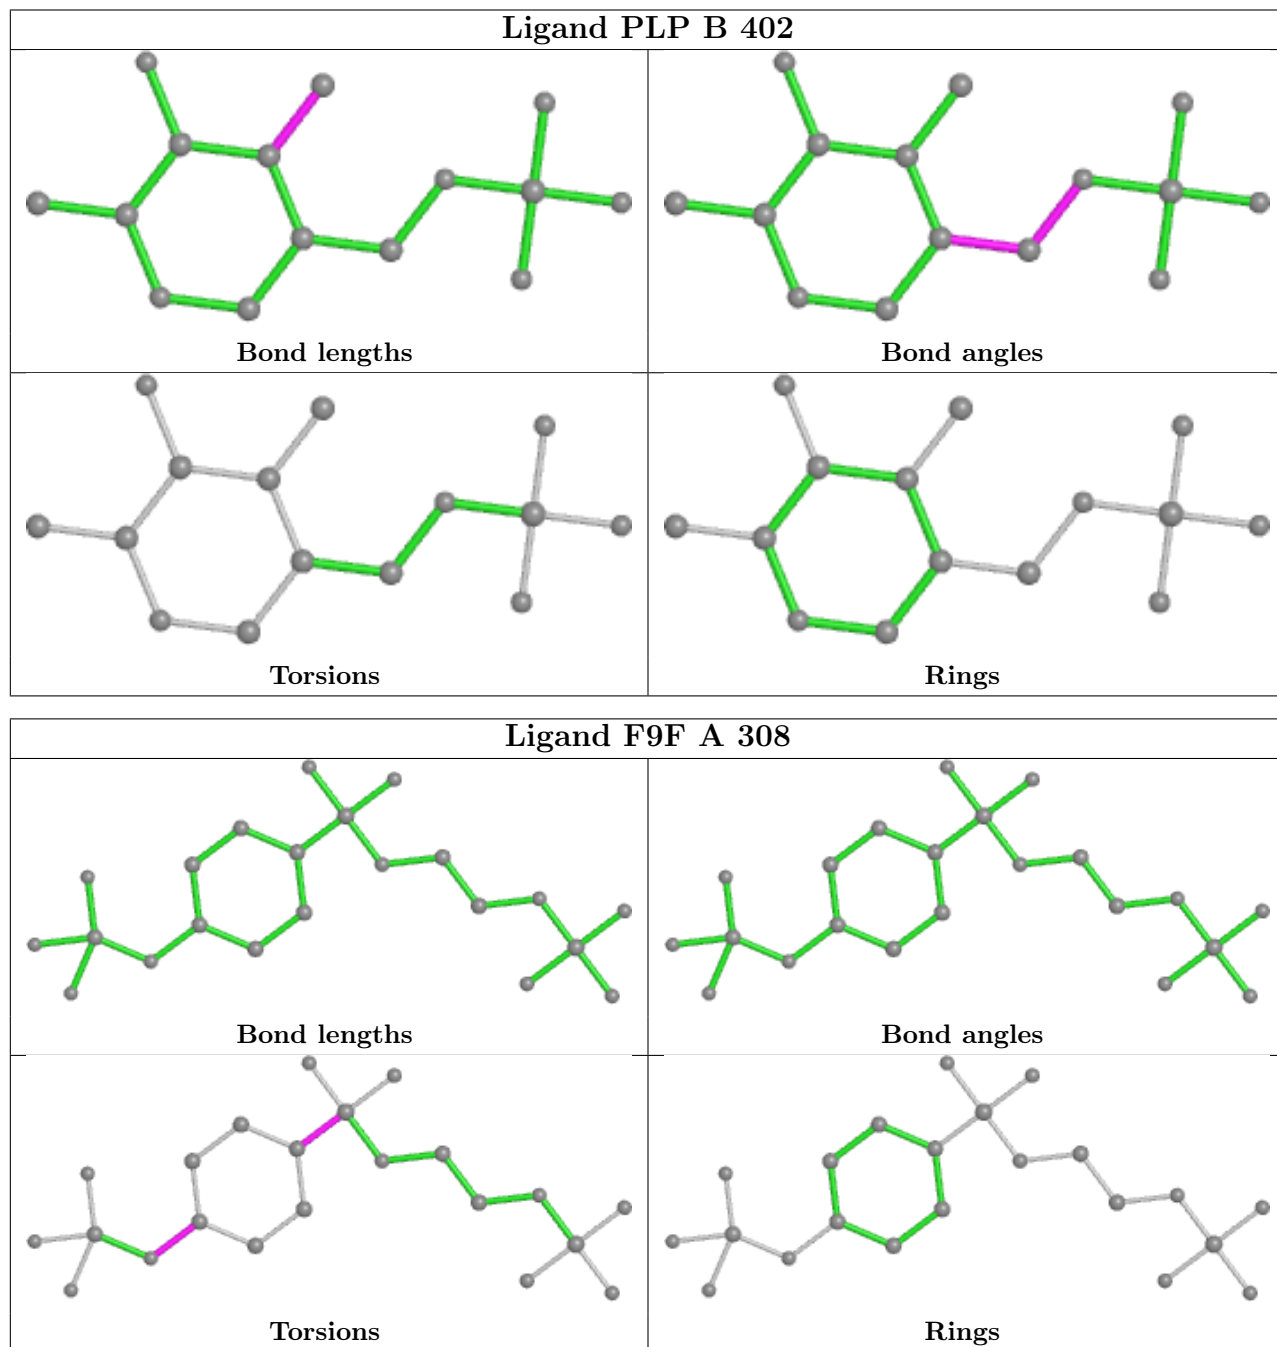 Ligand PLP B 402
Bond lengths
Bond angles
Torsions
Rings
Ligand F9F A 308
Bond lengths
Bond angles
Torsions
Rings